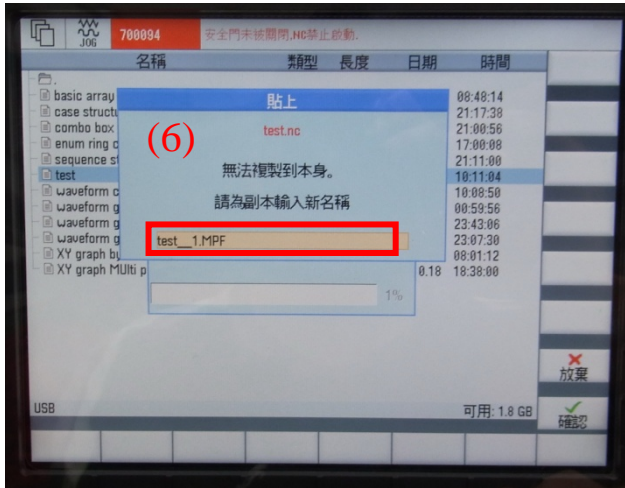 JOG
700094
安全門未被關閉,NC禁止啟動.
名稱 類型 長度 日期 時間
basic array 08:48:14
case structu 21:17:38
combo box 21:00:56
enum ring c 17:00:08
sequence st 21:11:00
test 10:11:04
waveform c 10:08:50
waveform g 00:59:56
waveform g 23:43:06
waveform g 23:07:30
XY graph by 08:01:12
XY graph MUlti p 0.18 18:38:00
貼上
(6)
test.nc
無法複製到本身。
請為副本輸入新名稱
test__1.MPF
1%
放棄
USB 可用: 1.8 GB
確認